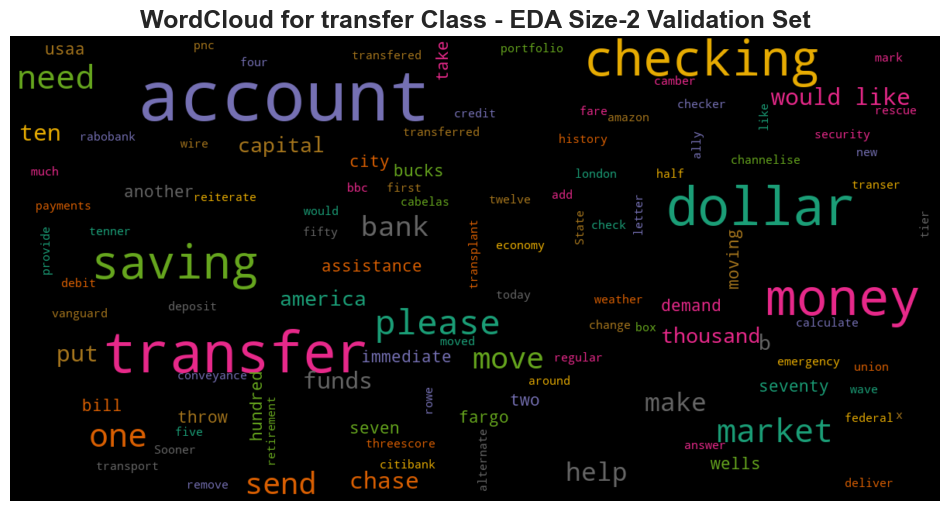 WordCloud for transfer Class - EDA Size-2 Validation Set
usaa
pnc
four
transfered
take
portfolio
checking
mark
need
account
camber
would like
rescue
credit
checker
like
fare
amazon
ten
rabobank
wire
capital
transferred
history
ally
security
new
city
bucks
channelise
much
another
reiterate
bbc
first
cabelas
london
half
transer
payments
would
twelve
add
letter
dollar
tenner
fifty
bank
State
check
tier
provide
transplant
economy
moving
saving
assistance
debit
america
today
weather
demand
money
vanguard
deposit
please
change
box
calculate
moved
thousand
b
transfer
put
immediate
move
regular
emergency
union
conveyance
funds
around
seventy
wave
hundred
retirement
rowe
two
make
bill
throw
fargo
federal
x
one
five
seven
market
Sooner
threescore
alternate
answer
transport
citibank
help
wells
remove
send
chase
deliver